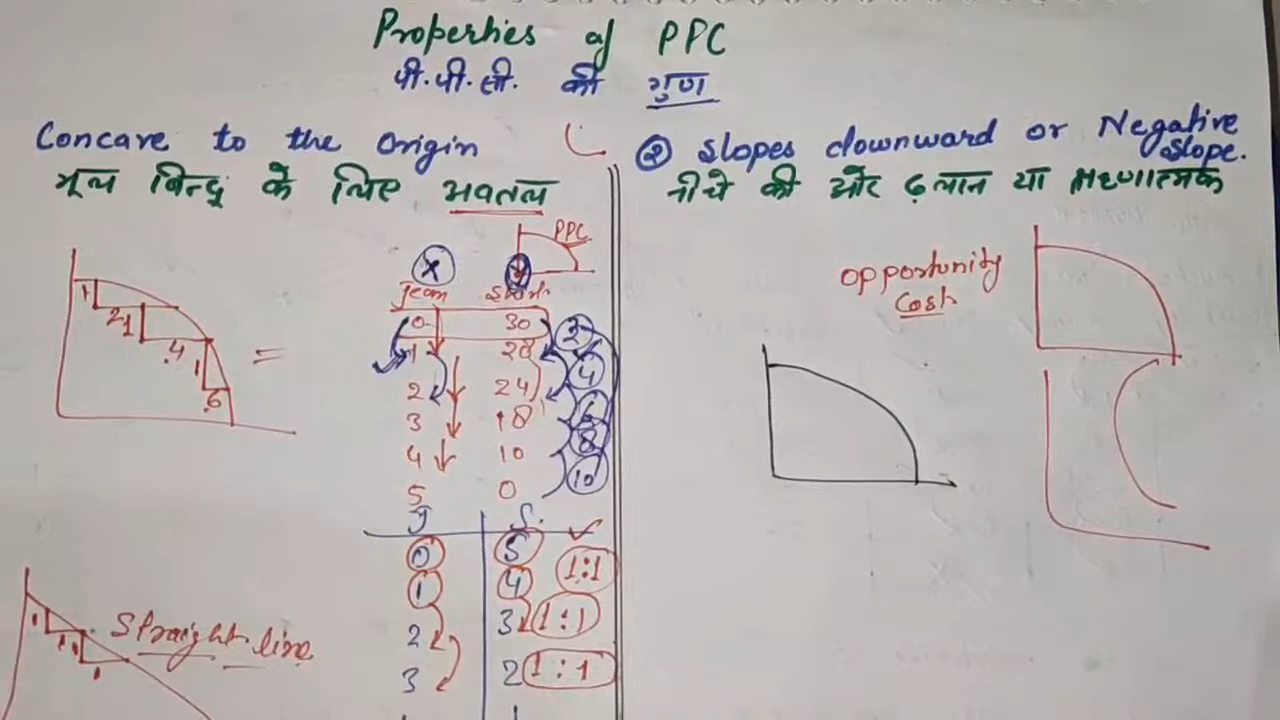 Properties of PPC
पी.पी.सी. की गुण
Concave to the Origin
मूल बिन्दु के लिए अवतल
PPC
X
Jean
0 30
1 28
2 24
3 18
4 10
5 0
2
4
6
8
10
J S.
0 5
1 4
2 3
3 2
1:1
1:1
1:1
1
2 1
.4
1
6
=
Straight line
② Slopes downward or Negative Slope.
नीचे की ओर ढ़लान या ऋणात्मक
Opportunity
Cost